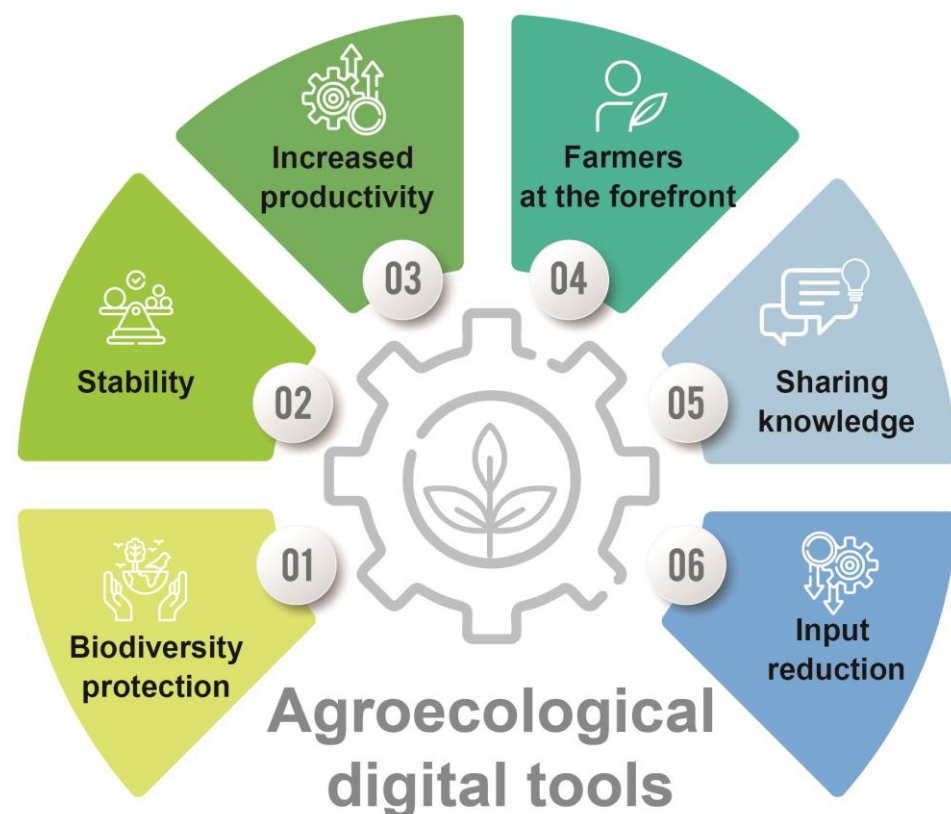 01
Biodiversity
protection
02
Stability
03
Increased
productivity
04
Farmers
at the forefront
05
Sharing
knowledge
06
Input
reduction
Agroecological
digital tools